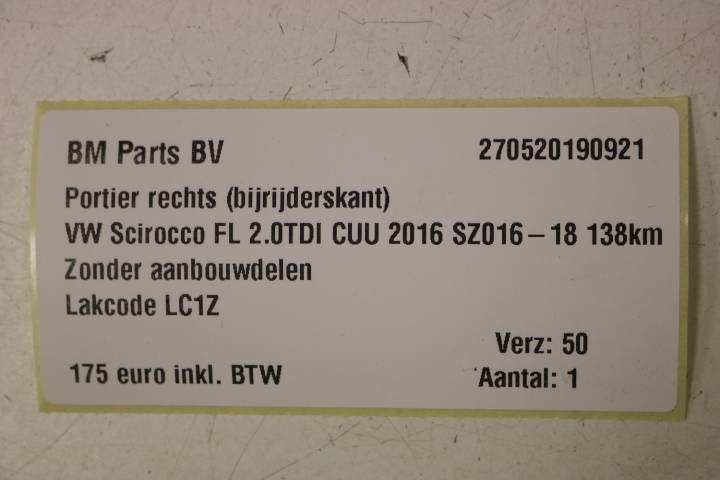 BM Parts BV 270520190921
Portier rechts (bijrijderskant)
VW Scirocco FL 2.0TDI CUU 2016 SZ016-18 138km
Zonder aanbouwdelen
Lakcode LC1Z
Verz: 50
175 euro inkl. BTW Aantal: 1